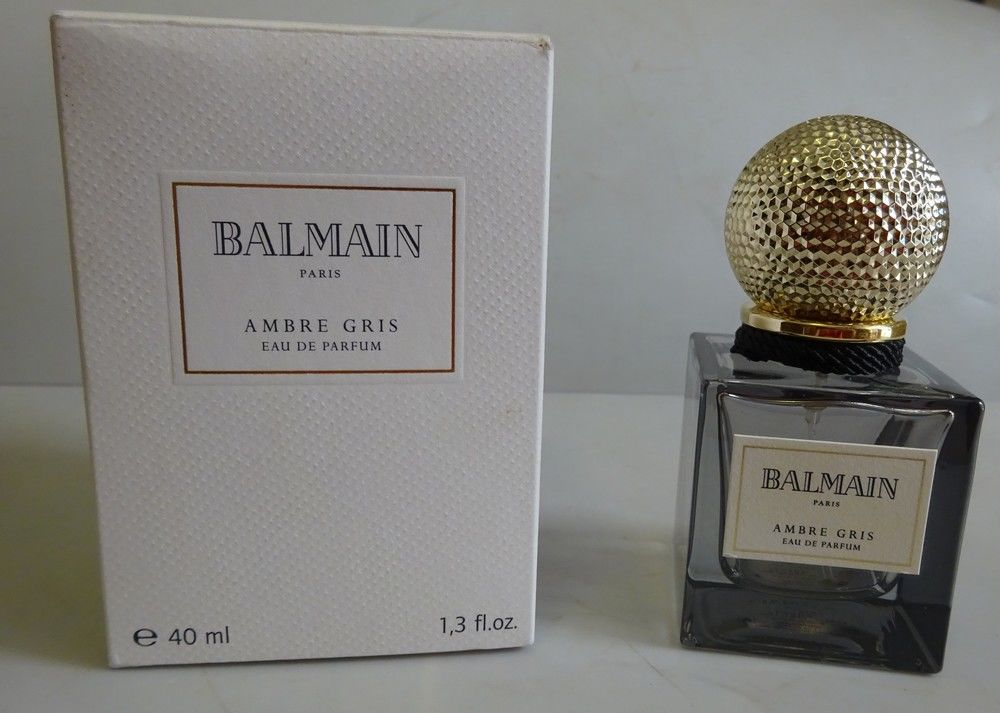 BALMAIN
PARIS
AMBRE GRIS
EAU DE PARFUM
e 40 ml
1,3 fl.oz.
BALMAIN
PARIS
AMBRE GRIS
EAU DE PARFUM